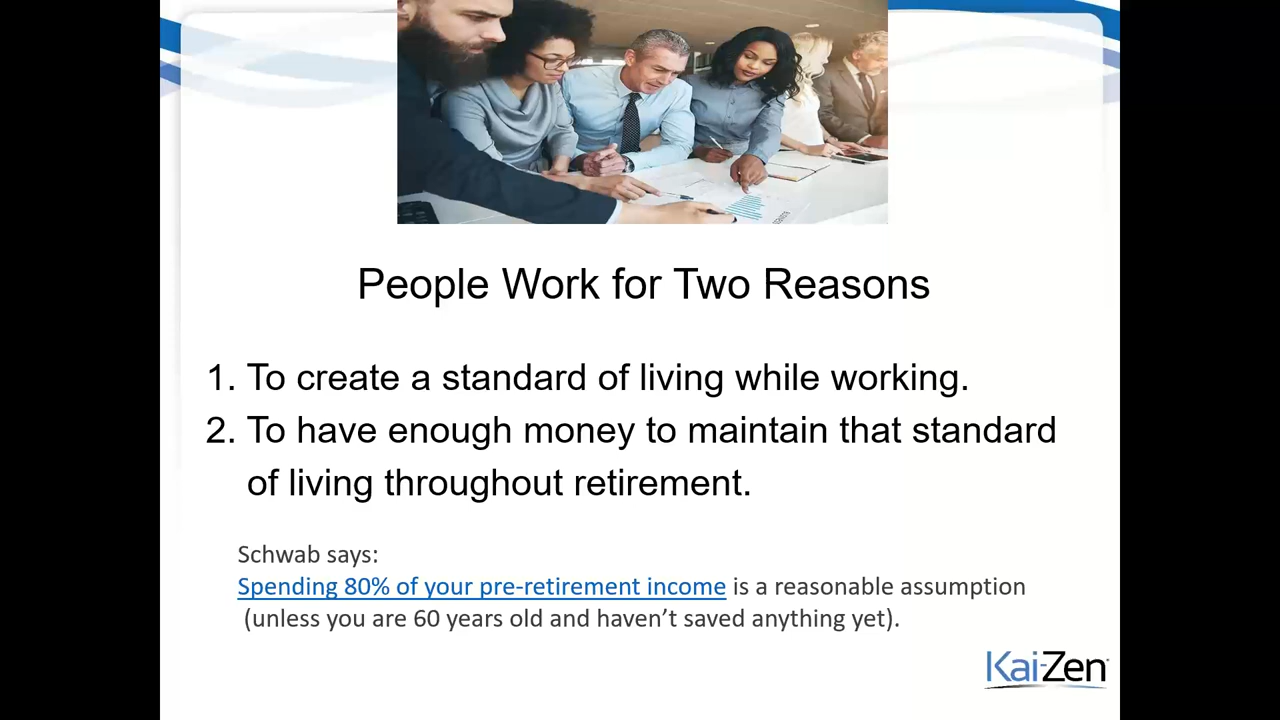 People Work for Two Reasons
1. To create a standard of living while working.
2. To have enough money to maintain that standard
of living throughout retirement.
Schwab says:
Spending 80% of your pre-retirement income is a reasonable assumption
(unless you are 60 years old and haven’t saved anything yet).
Kai-Zen